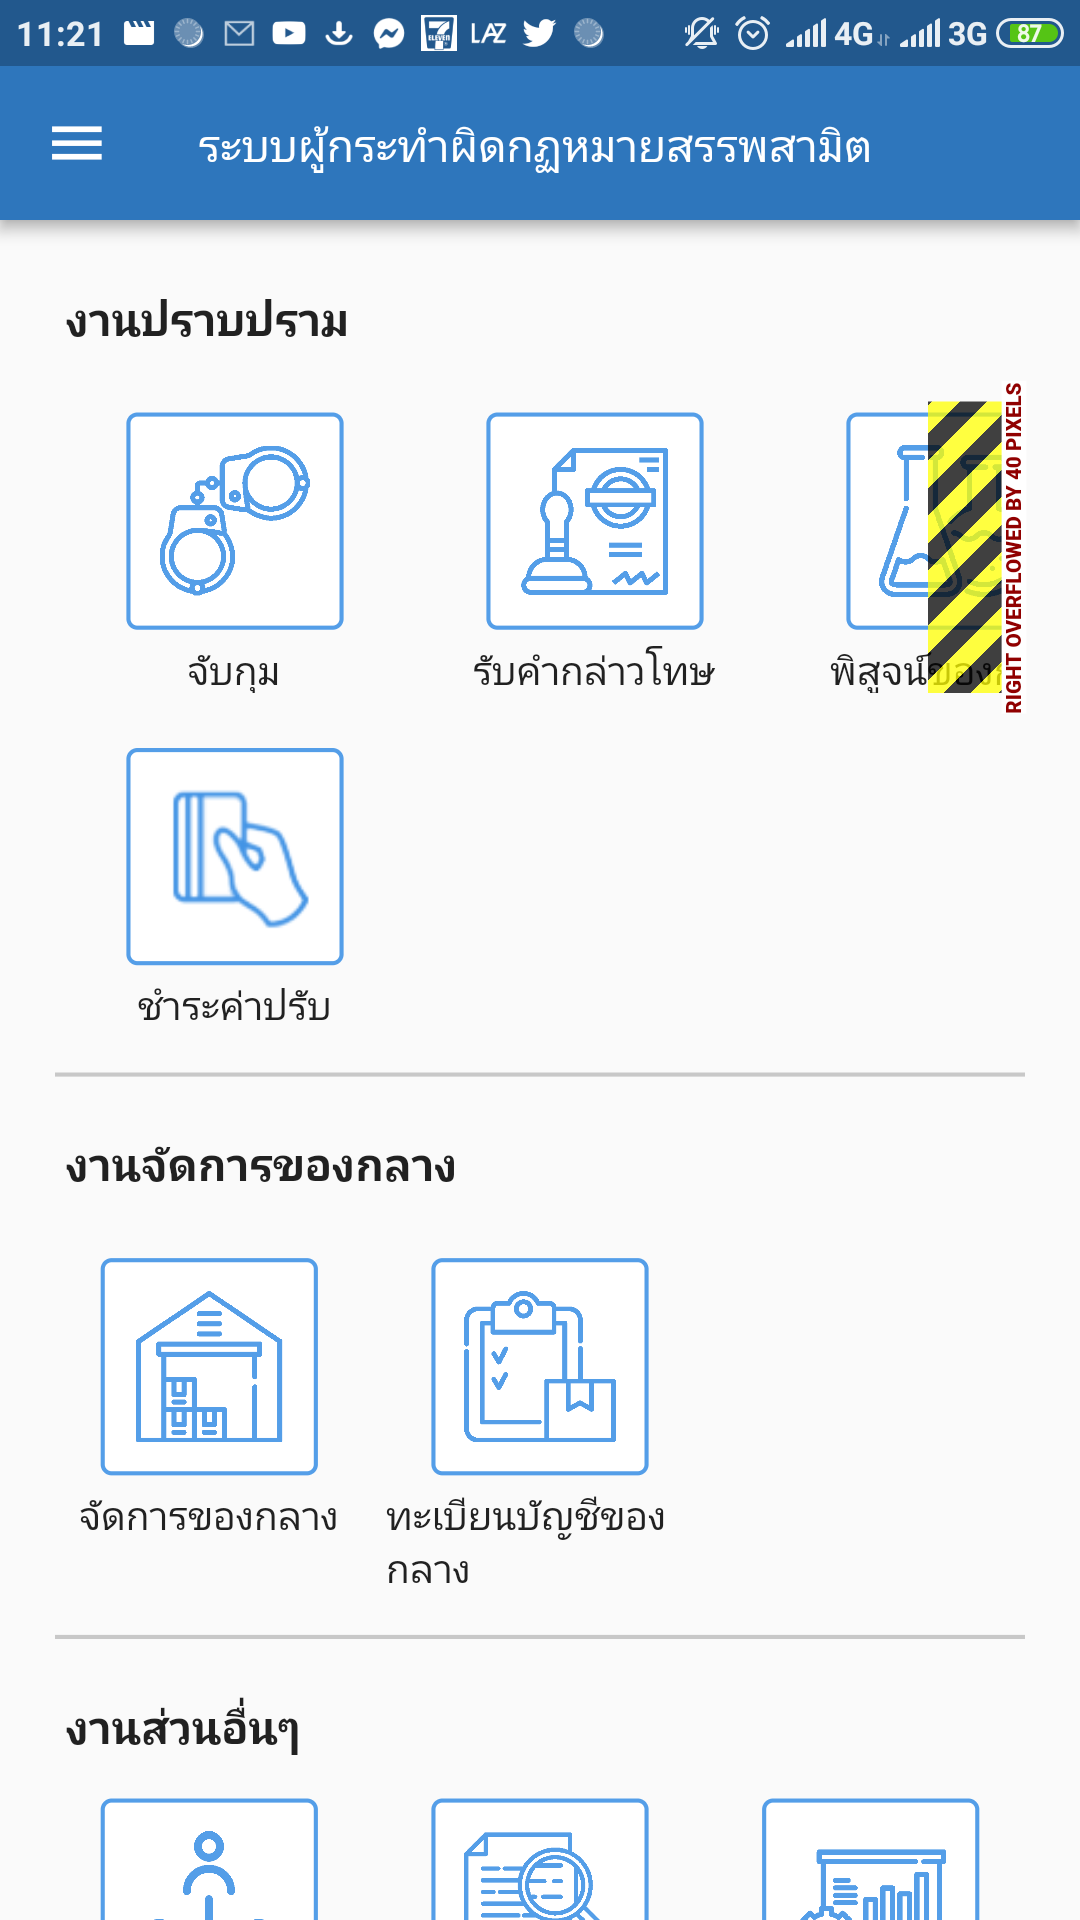 11:21
7 ELEVEN
LAZ
4G
3G
87
ระบบผู้กระทำผิดกฏหมายสรรพสามิต
งานปราบปราม
จับกุม
รับคำกล่าวโทษ
พิสูจน์ของก
RIGHT OVERFLOWED BY 40 PIXELS
ชำระค่าปรับ
งานจัดการของกลาง
จัดการของกลาง
ทะเบียนบัญชีของ
กลาง
งานส่วนอื่นๆ